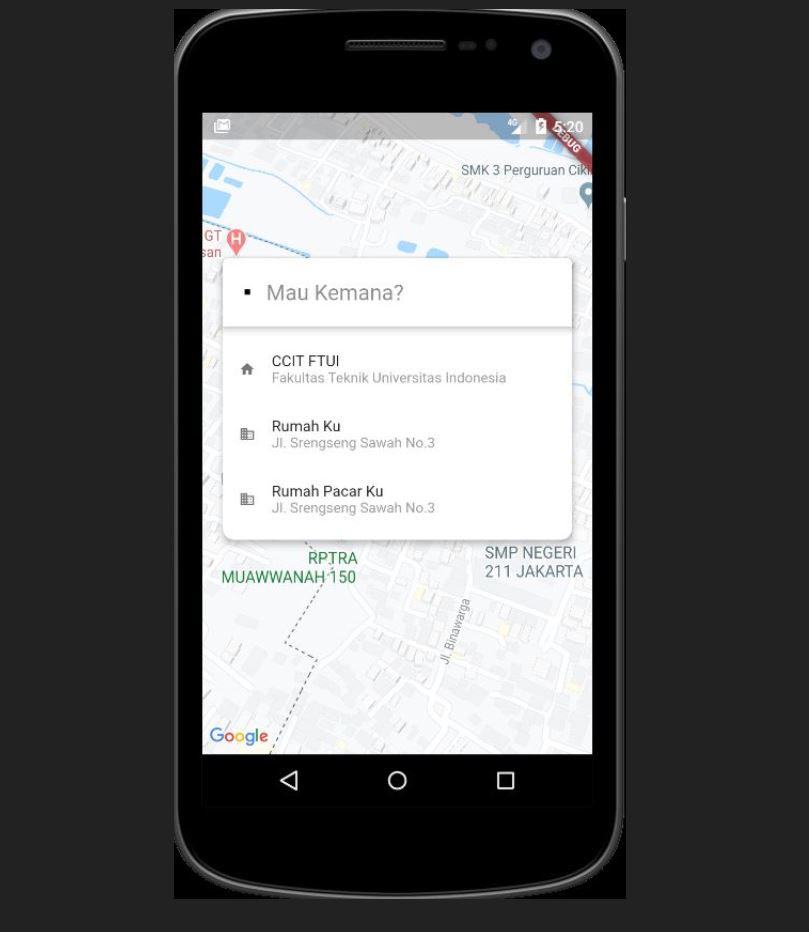 4G 5:20
DEBUG
SMK 3 Perguruan Ciki
GT
san
H
Mau Kemana?
CCIT FTUI
Fakultas Teknik Universitas Indonesia
Rumah Ku
Jl. Srengseng Sawah No.3
Rumah Pacar Ku
Jl. Srengseng Sawah No.3
RPTRA
MUAWWANAH 150
SMP NEGERI
211 JAKARTA
Jl. Binawarga
Google